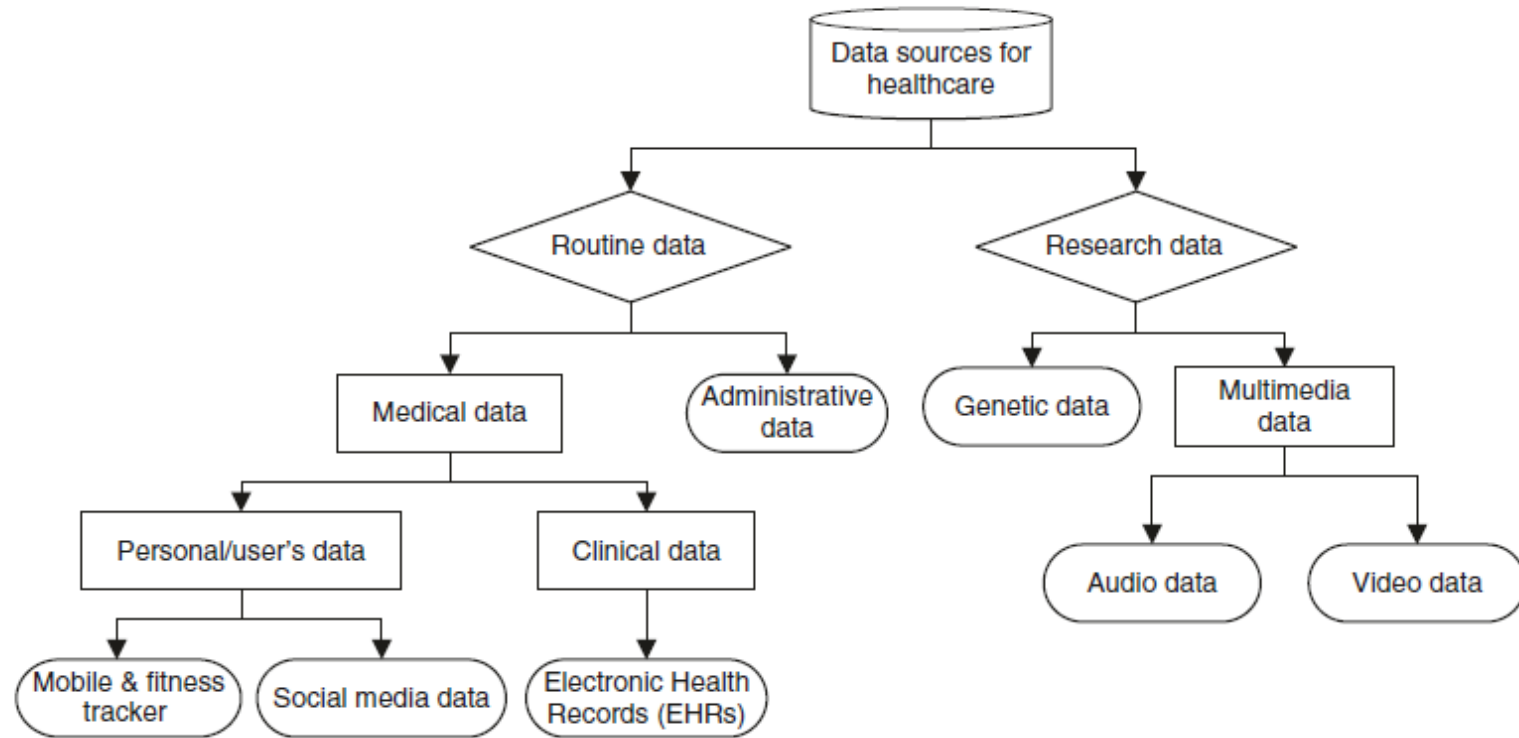 Data sources for
healthcare
Routine data
Research data
Medical data
Administrative
data
Genetic data
Multimedia
data
Personal/user's data
Clinical data
Audio data
Video data
Mobile & fitness
tracker
Social media data
Electronic Health
Records (EHRs)